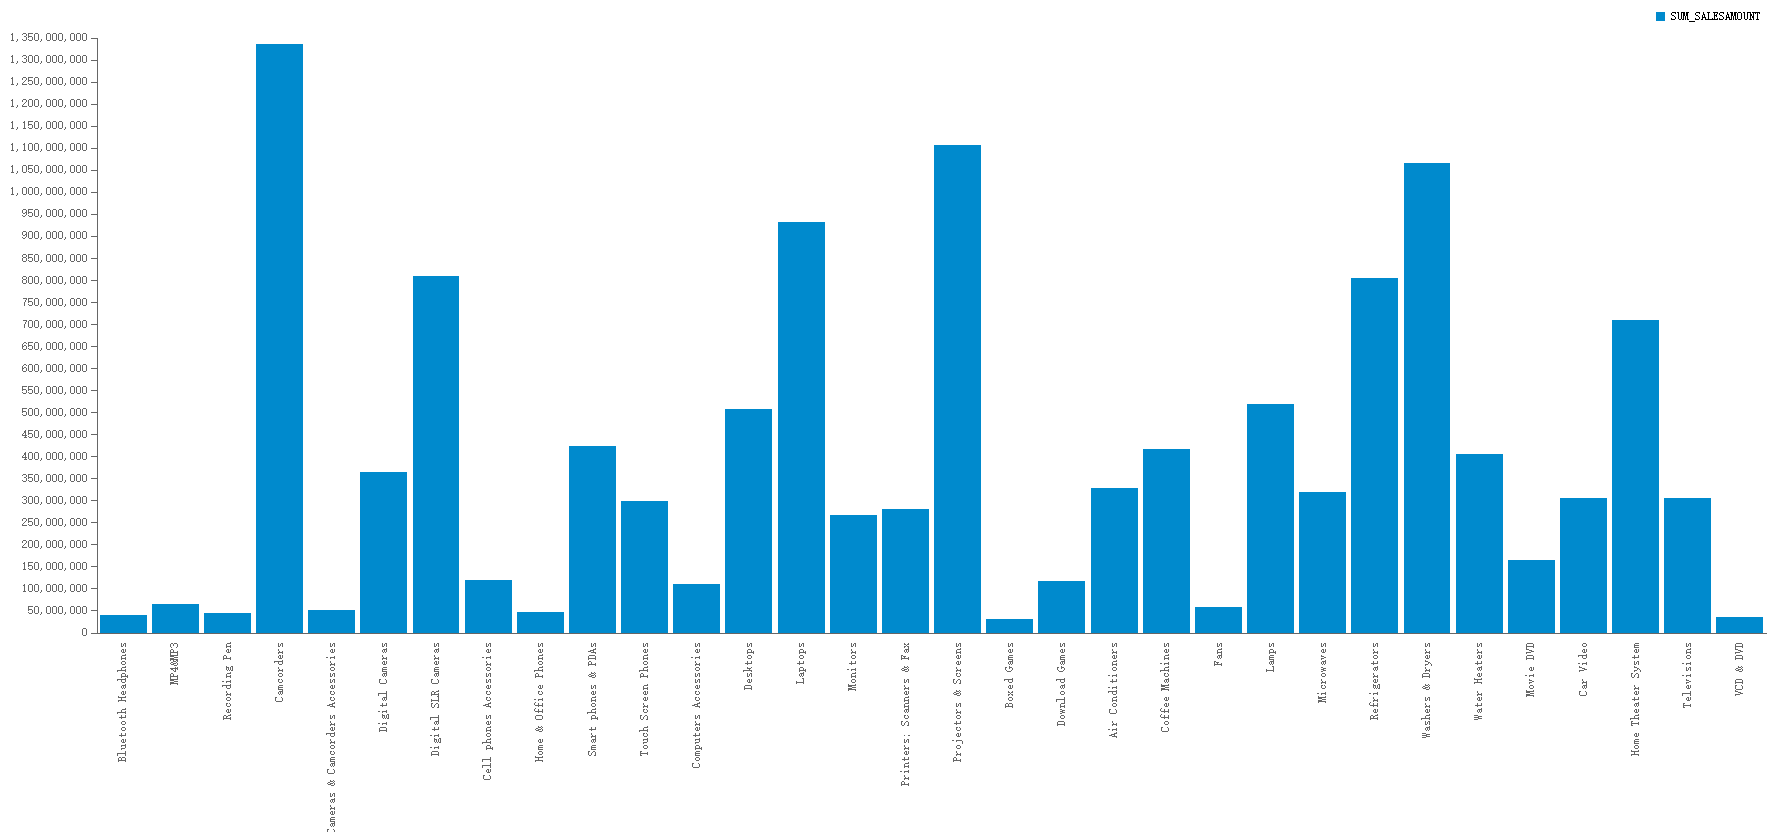 SUM_SALESAMOUNT
1,350,000,000
1,300,000,000
1,250,000,000
1,200,000,000
1,150,000,000
1,100,000,000
1,050,000,000
1,000,000,000
950,000,000
900,000,000
850,000,000
800,000,000
750,000,000
700,000,000
650,000,000
600,000,000
550,000,000
500,000,000
450,000,000
400,000,000
350,000,000
300,000,000
250,000,000
200,000,000
150,000,000
100,000,000
50,000,000
0
Bluetooth Headphones
MP4&MP3
Recording Pen
Camcorders
Cameras & Camcorders Accessories
Digital Cameras
Digital SLR Cameras
Cell phones Accessories
Home & Office Phones
Smart phones & PDAs
Touch Screen Phones
Computers Accessories
Desktops
Laptops
Monitors
Printers; Scanners & Fax
Projectors & Screens
Boxed Games
Download Games
Air Conditioners
Coffee Machines
Fans
Lamps
Microwaves
Refrigerators
Washers & Dryers
Water Heaters
Movie DVD
Car Video
Home Theater System
Televisions
VCD & DVD